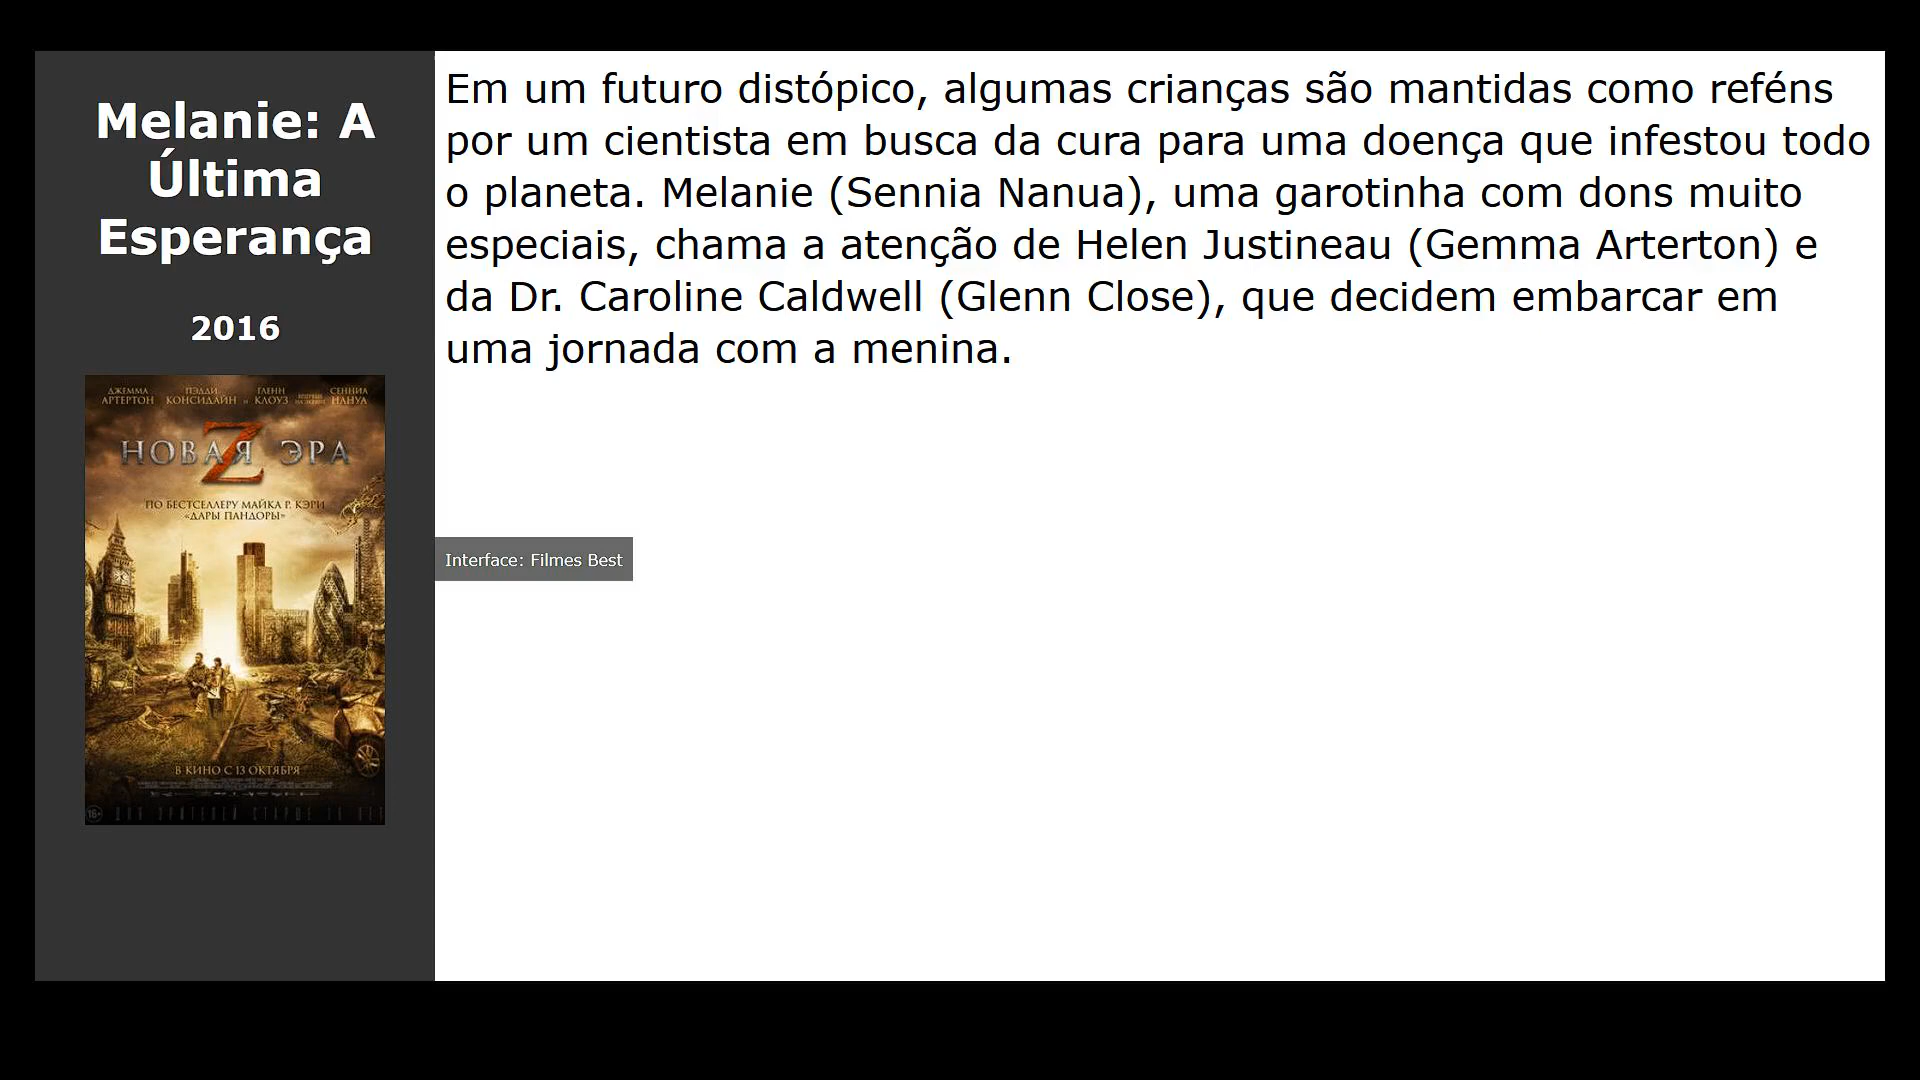 Melanie: A
Última
Esperança
2016
ДЖЕММА АРТЕРТОН ПЭДДИ КОНСИДАЙН И ГЛЕНН КЛОУЗ СЕННИА НАНУА
НОВАЯ Z ЭРА
ПО БЕСТСЕЛЛЕРУ МАЙКА Р. КЭРИ
«ДАРЫ ПАНДОРЫ»
В КИНО С 13 ОКТЯБРЯ
16+
Em um futuro distópico, algumas crianças são mantidas como reféns
por um cientista em busca da cura para uma doença que infestou todo
o planeta. Melanie (Sennia Nanua), uma garotinha com dons muito
especiais, chama a atenção de Helen Justineau (Gemma Arterton) e
da Dr. Caroline Caldwell (Glenn Close), que decidem embarcar em
uma jornada com a menina.
Interface: Filmes Best